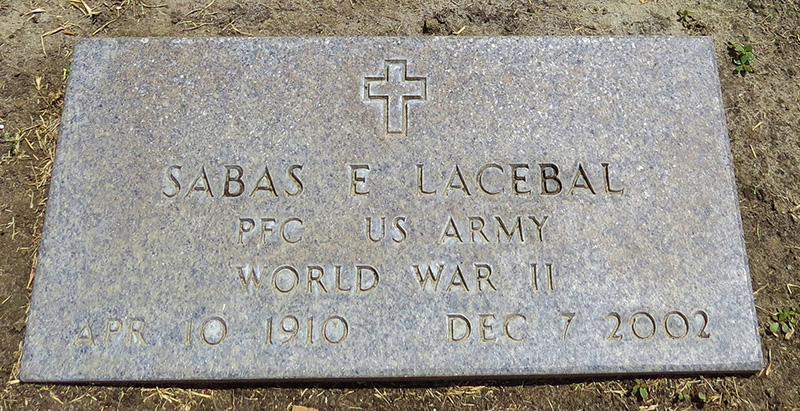 SABAS E LACEBAL
PFC US ARMY
WORLD WAR II
APR 10 1910 DEC 7 2002